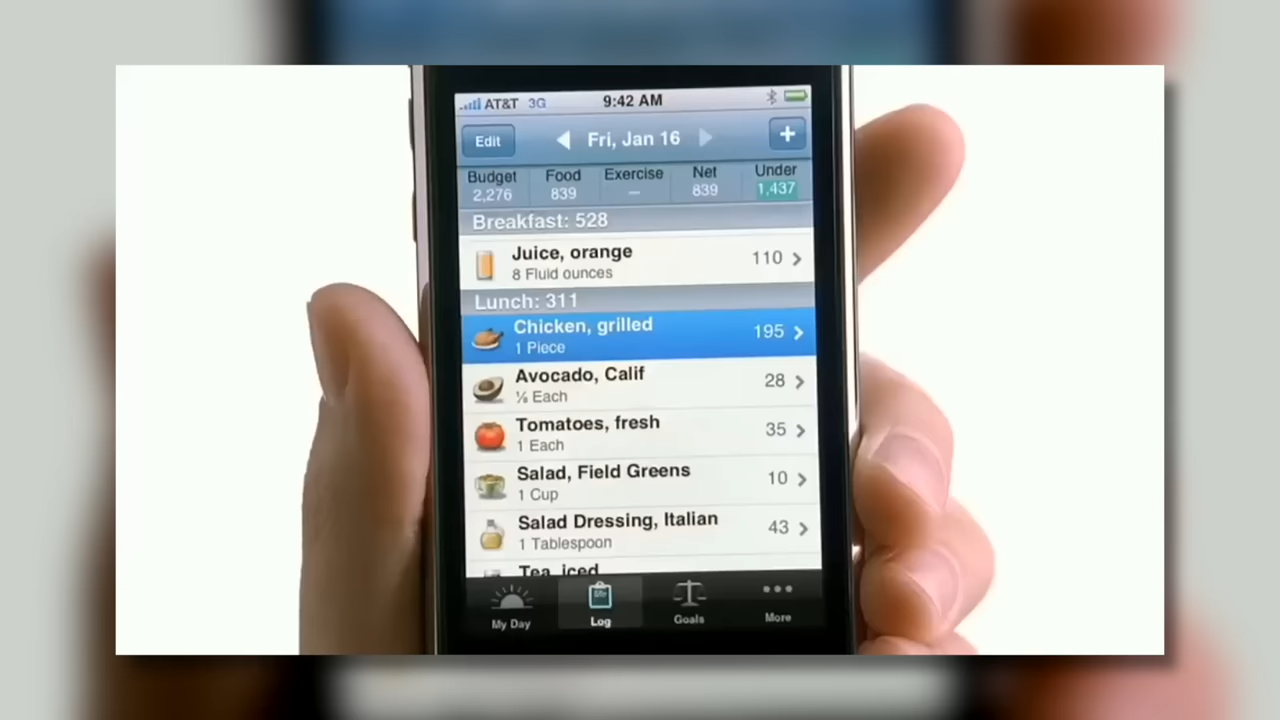 AT&T 3G 9:42 AM
Edit Fri, Jan 16 +
Budget Food Exercise Net Under
2,276 839 — 839 1,437
Breakfast: 528
Juice, orange 110
8 Fluid ounces
Lunch: 311
Chicken, grilled 195
1 Piece
Avocado, Calif 28
⅛ Each
Tomatoes, fresh 35
1 Each
Salad, Field Greens 10
1 Cup
Salad Dressing, Italian 43
1 Tablespoon
Tea, iced
My Day Log Goals More